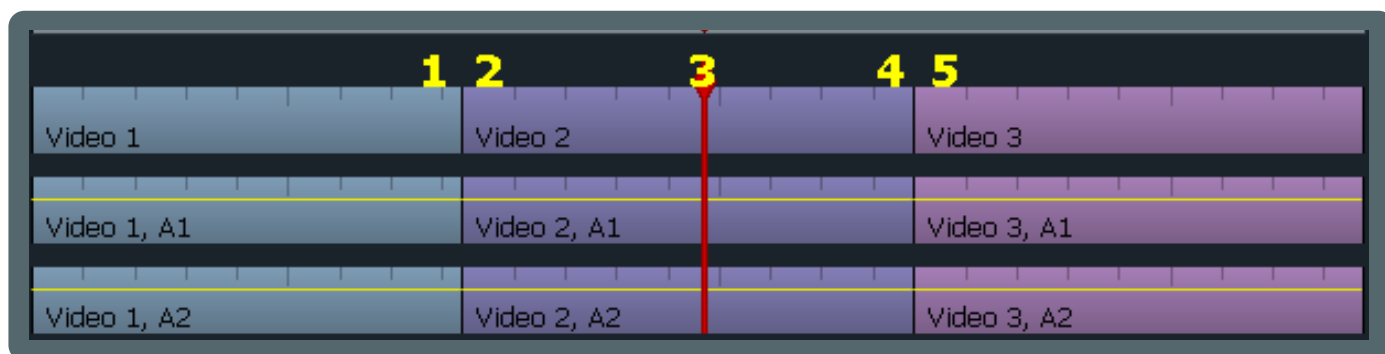 1 2 3 4 5
Video 1 Video 2 Video 3
Video 1, A1 Video 2, A1 Video 3, A1
Video 1, A2 Video 2, A2 Video 3, A2